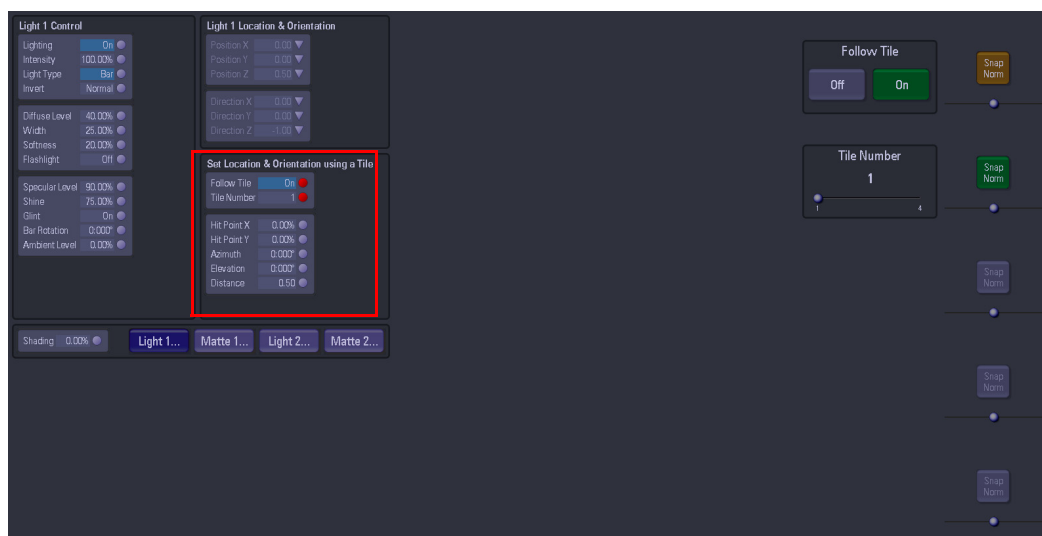 Light 1 Control
Lighting On
Intensity 100.00%
Light Type Bar
Invert Normal
Diffuse Level 40.00%
Width 25.00%
Softness 20.00%
Flashlight Off
Specular Level 90.00%
Shine 75.00%
Glint On
Bar Rotation 0:000°
Ambient Level 0.00%
Light 1 Location & Orientation
Position X 0.00
Position Y 0.00
Position Z 0.50
Direction X 0.00
Direction Y 0.00
Direction Z -1.00
Set Location & Orientation using a Tile
Follow Tile On
Tile Number 1
Hit Point X 0.00%
Hit Point Y 0.00%
Azimuth 0:000°
Elevation 0:000°
Distance 0.50
Shading 0.00%
Light 1...
Matte 1...
Light 2...
Matte 2...
Follow Tile
Off On
Tile Number
1
1 4
Snap
Norm
Snap
Norm
Snap
Norm
Snap
Norm
Snap
Norm